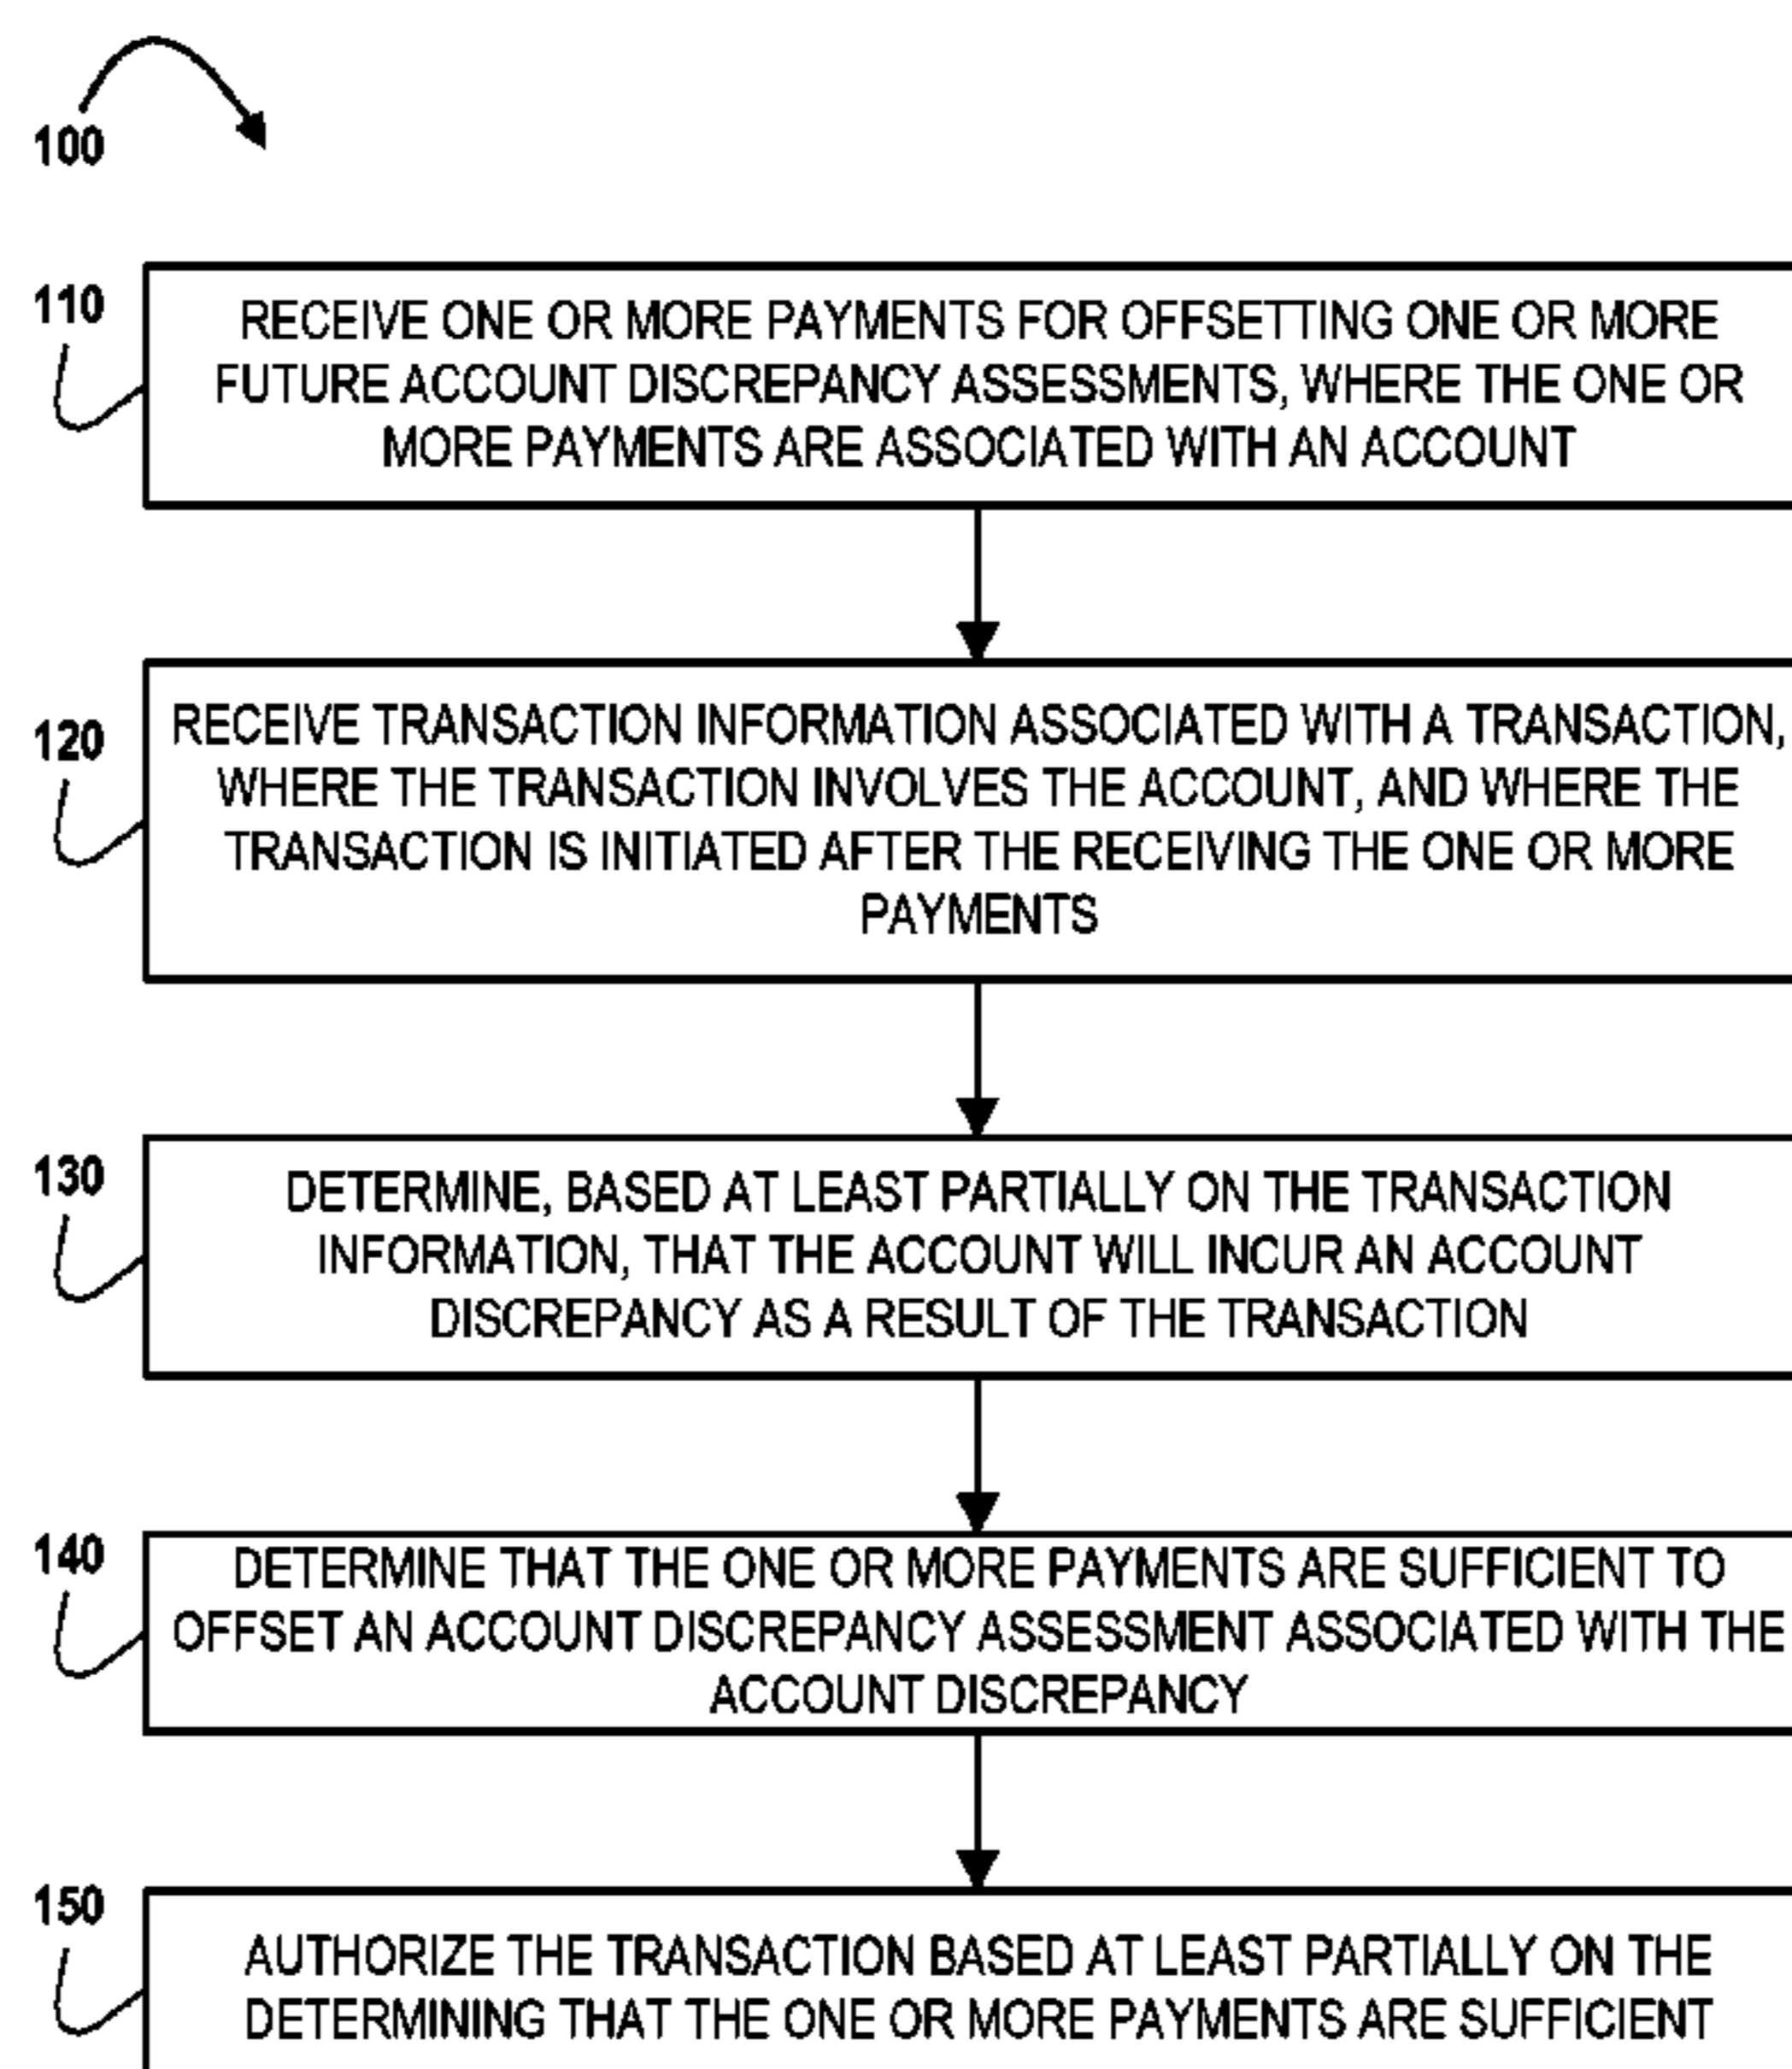 100
110
RECEIVE ONE OR MORE PAYMENTS FOR OFFSETTING ONE OR MORE
FUTURE ACCOUNT DISCREPANCY ASSESSMENTS, WHERE THE ONE OR
MORE PAYMENTS ARE ASSOCIATED WITH AN ACCOUNT
120
RECEIVE TRANSACTION INFORMATION ASSOCIATED WITH A TRANSACTION,
WHERE THE TRANSACTION INVOLVES THE ACCOUNT, AND WHERE THE
TRANSACTION IS INITIATED AFTER THE RECEIVING THE ONE OR MORE
PAYMENTS
130
DETERMINE, BASED AT LEAST PARTIALLY ON THE TRANSACTION
INFORMATION, THAT THE ACCOUNT WILL INCUR AN ACCOUNT
DISCREPANCY AS A RESULT OF THE TRANSACTION
140
DETERMINE THAT THE ONE OR MORE PAYMENTS ARE SUFFICIENT TO
OFFSET AN ACCOUNT DISCREPANCY ASSESSMENT ASSOCIATED WITH THE
ACCOUNT DISCREPANCY
150
AUTHORIZE THE TRANSACTION BASED AT LEAST PARTIALLY ON THE
DETERMINING THAT THE ONE OR MORE PAYMENTS ARE SUFFICIENT